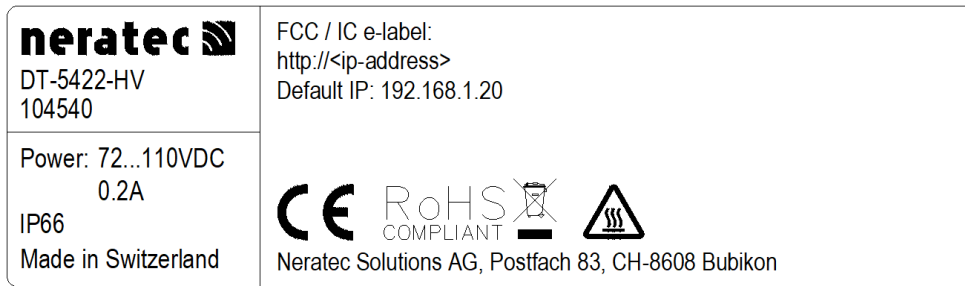 neratec
DT-5422-HV
104540
Power: 72...110VDC
0.2A
IP66
Made in Switzerland
FCC / IC e-label:
http://<ip-address>
Default IP: 192.168.1.20
CE RoHS
COMPLIANT
Neratec Solutions AG, Postfach 83, CH-8608 Bubikon